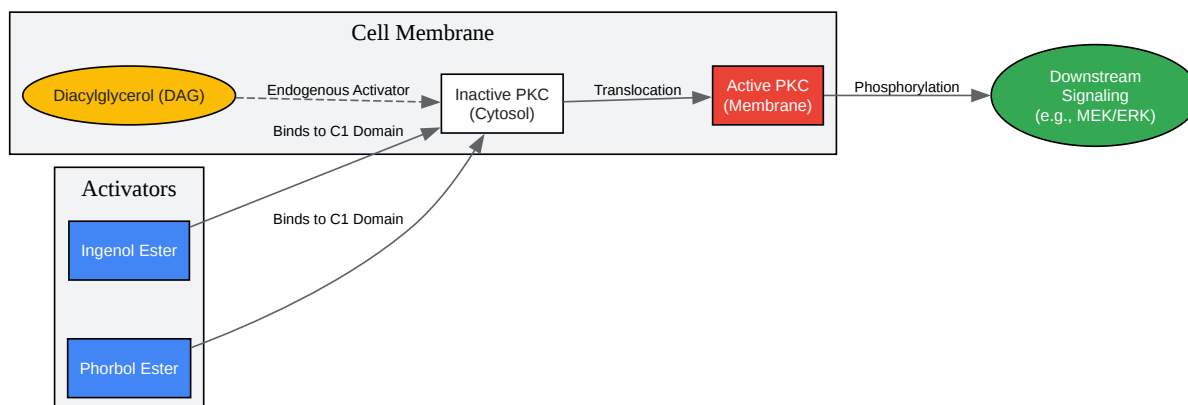 Cell Membrane
Diacylglycerol (DAG)
Endogenous Activator
Inactive PKC
(Cytosol)
Translocation
Active PKC
(Membrane)
Phosphorylation
Downstream
Signaling
(e.g., MEK/ERK)
Binds to C1 Domain
Activators
Ingenol Ester
Binds to C1 Domain
Phorbol Ester